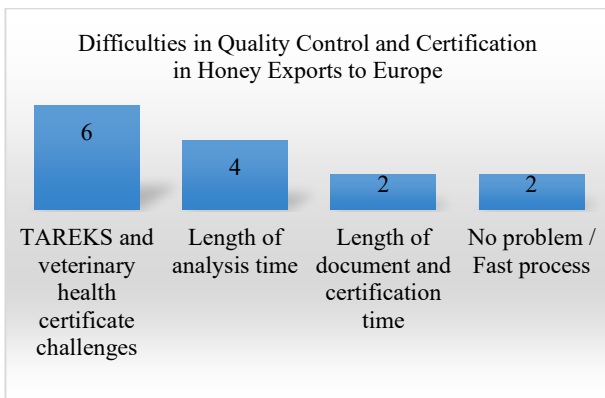 Difficulties in Quality Control and Certification
in Honey Exports to Europe
6
4
2
2
TAREKS and
veterinary
health
certificate
challenges
Length of
analysis time
Length of
document and
certification
time
No problem /
Fast process